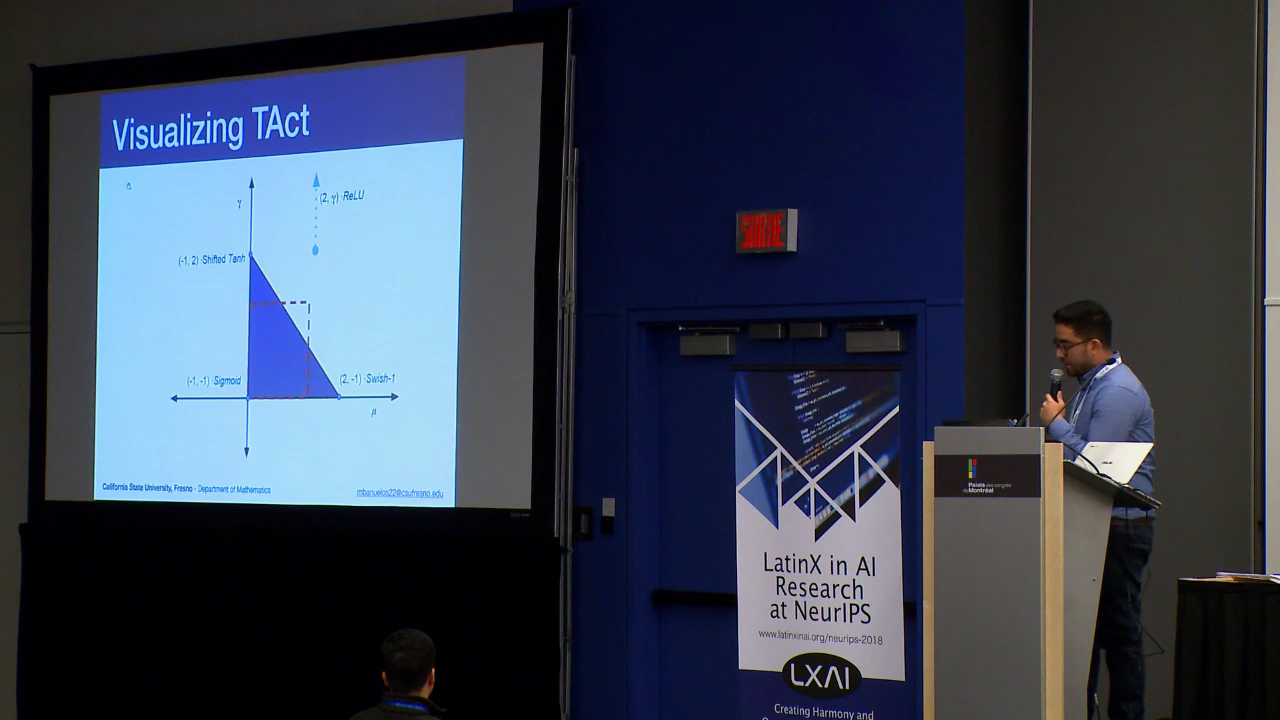 Visualizing TAct
γ
(2, γ) ·ReLU
(-1, 2) ·Shifted Tanh
(-1, -1) ·Sigmoid
(2, -1) ·Swish-1
μ
California State University, Fresno - Department of Mathematics
mbanuelos22@csufresno.edu
SORTIE
LatinX in AI
Research
at NeurIPS
www.latinxinai.org/neurips-2018
LXAI
Creating Harmony and
Palais des congrès
de Montréal